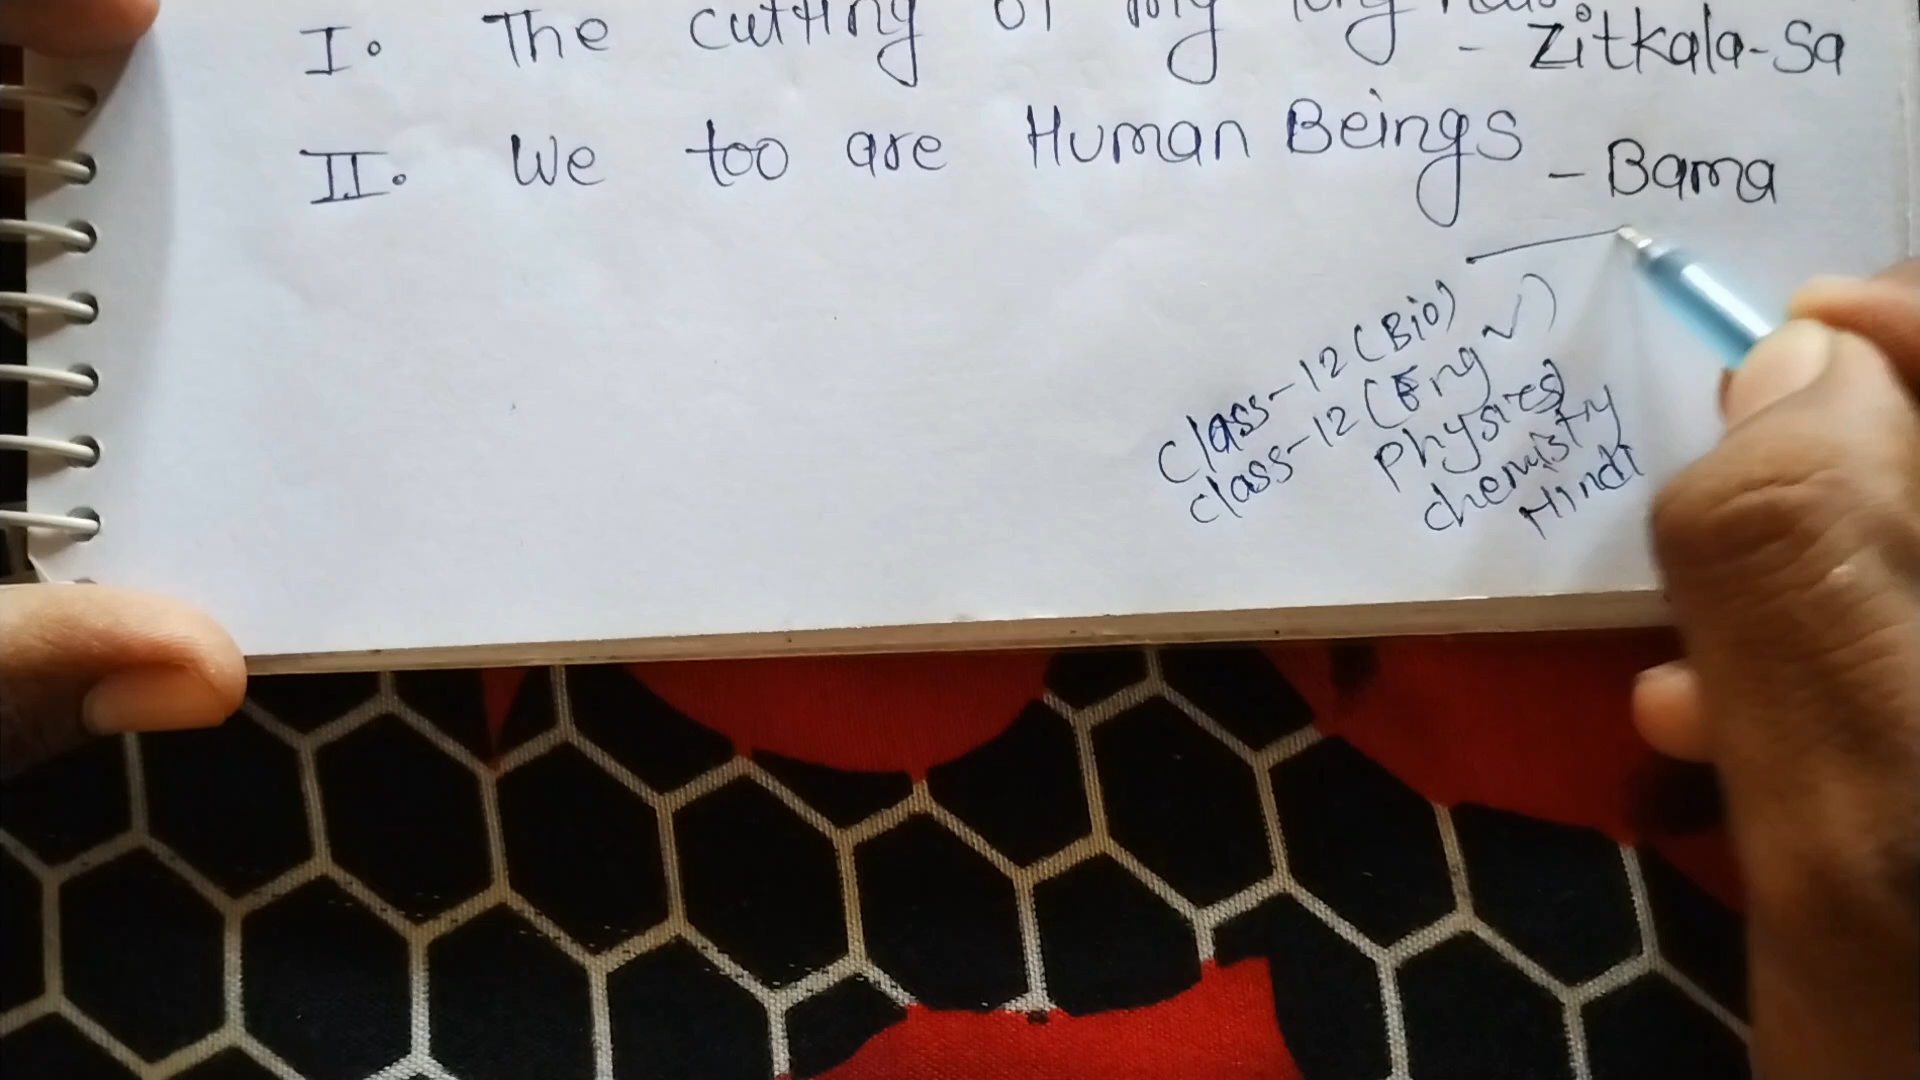 I. The cutting of my long hair
- Zitkala-Sa
II. We too are Human Beings
- Bama
Class-12 (Bio)
Class-12 (Eng ✓)
Physics)
chemistry
Hindi